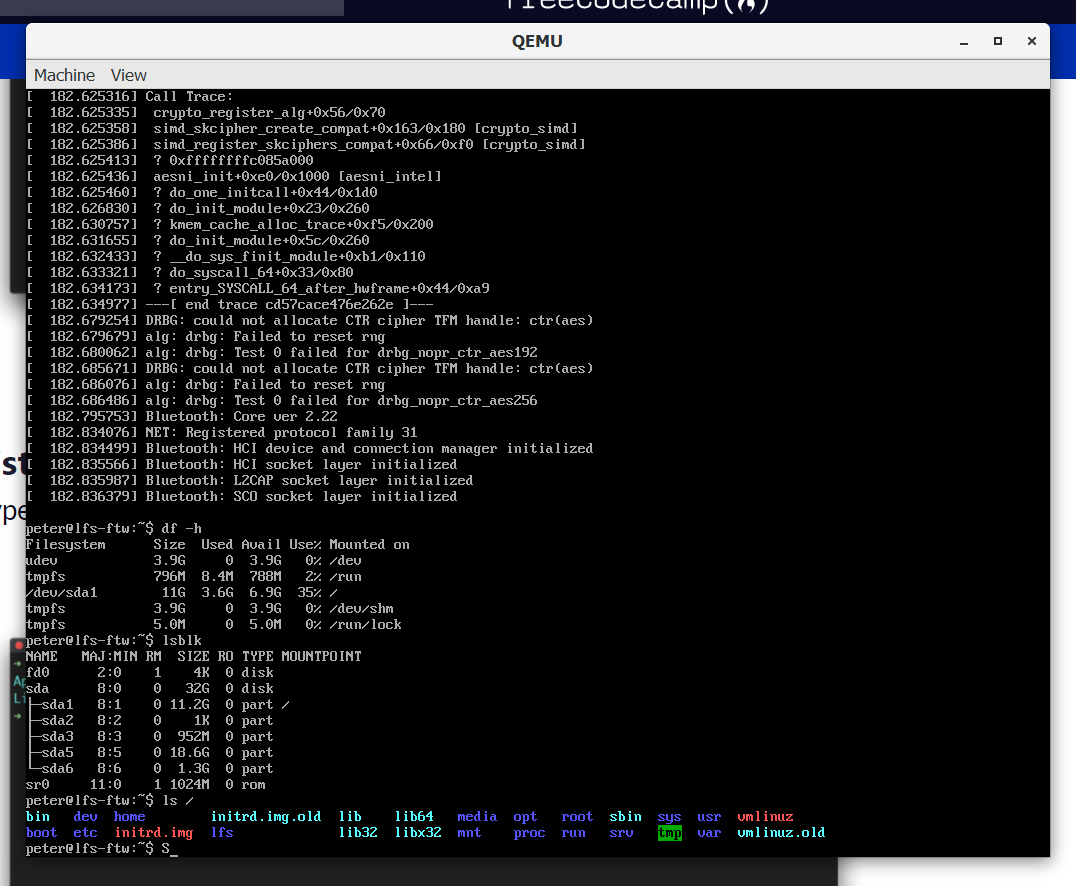 freeCodeCamp(🔥)
QEMU
Machine View
[  182.625316] Call Trace:
[  182.625335]  crypto_register_alg+0x56/0x70
[  182.625358]  simd_skcipher_create_compat+0x163/0x180 [crypto_simd]
[  182.625386]  simd_register_skciphers_compat+0x66/0xf0 [crypto_simd]
[  182.625413]  ? 0xffffffffc085a000
[  182.625436]  aesni_init+0xe0/0x1000 [aesni_intel]
[  182.625460]  ? do_one_initcall+0x44/0x1d0
[  182.626830]  ? do_init_module+0x23/0x260
[  182.630757]  ? kmem_cache_alloc_trace+0xf5/0x200
[  182.631655]  ? do_init_module+0x5c/0x260
[  182.632433]  ? __do_sys_finit_module+0xb1/0x110
[  182.633321]  ? do_syscall_64+0x33/0x80
[  182.634173]  ? entry_SYSCALL_64_after_hwframe+0x44/0xa9
[  182.634977] ---[ end trace cd57cace476e262e ]---
[  182.679254] DRBG: could not allocate CTR cipher TFM handle: ctr(aes)
[  182.679679] alg: drbg: Failed to reset rng
[  182.680062] alg: drbg: Test 0 failed for drbg_nopr_ctr_aes192
[  182.685671] DRBG: could not allocate CTR cipher TFM handle: ctr(aes)
[  182.686076] alg: drbg: Failed to reset rng
[  182.686486] alg: drbg: Test 0 failed for drbg_nopr_ctr_aes256
[  182.795753] Bluetooth: Core ver 2.22
[  182.834076] NET: Registered protocol family 31
[  182.834499] Bluetooth: HCI device and connection manager initialized
[  182.835566] Bluetooth: HCI socket layer initialized
[  182.835987] Bluetooth: L2CAP socket layer initialized
[  182.836379] Bluetooth: SCO socket layer initialized
peter@lfs-ftw:~$ df -h
Filesystem      Size  Used Avail Use% Mounted on
udev            3.9G     0  3.9G   0% /dev
tmpfs           796M  8.4M  788M   2% /run
/dev/sda1        11G  3.6G  6.9G  35% /
tmpfs           3.9G     0  3.9G   0% /dev/shm
tmpfs           5.0M     0  5.0M   0% /run/lock
peter@lfs-ftw:~$ lsblk
NAME   MAJ:MIN RM  SIZE RO TYPE MOUNTPOINT
fd0      2:0    1    4K  0 disk
sda      8:0    0   32G  0 disk
├─sda1   8:1    0 11.2G  0 part /
├─sda2   8:2    0    1K  0 part
├─sda3   8:3    0  952M  0 part
├─sda5   8:5    0 18.6G  0 part
└─sda6   8:6    0  1.3G  0 part
sr0     11:0    1 1024M  0 rom
peter@lfs-ftw:~$ ls /
bin   dev  home        initrd.img.old  lib    lib64   media  opt   root  sbin  sys  usr  vmlinuz
boot  etc  initrd.img  lfs             lib32  libx32  mnt    proc  run   srv   tmp  var  vmlinuz.old
peter@lfs-ftw:~$ S_